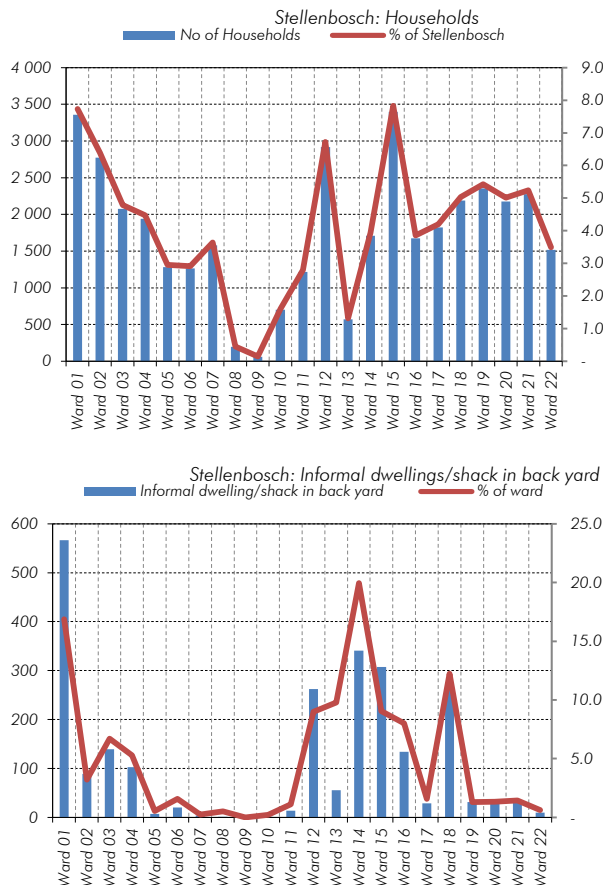 Stellenbosch: Households
No of Households % of Stellenbosch
4 000 9.0
3 500 8.0
3 000 7.0
2 500 6.0
2 000 5.0
1 500 4.0
1 000 3.0
500 2.0
0 1.0
-
Ward 01 Ward 02 Ward 03 Ward 04 Ward 05 Ward 06 Ward 07 Ward 08 Ward 09 Ward 10 Ward 11 Ward 12 Ward 13 Ward 14 Ward 15 Ward 16 Ward 17 Ward 18 Ward 19 Ward 20 Ward 21 Ward 22
Stellenbosch: Informal dwellings/shack in back yard
Informal dwelling/shack in back yard % of ward
600 25.0
500 20.0
400 15.0
300 10.0
200 5.0
100 -
0
Ward 01 Ward 02 Ward 03 Ward 04 Ward 05 Ward 06 Ward 07 Ward 08 Ward 09 Ward 10 Ward 11 Ward 12 Ward 13 Ward 14 Ward 15 Ward 16 Ward 17 Ward 18 Ward 19 Ward 20 Ward 21 Ward 22